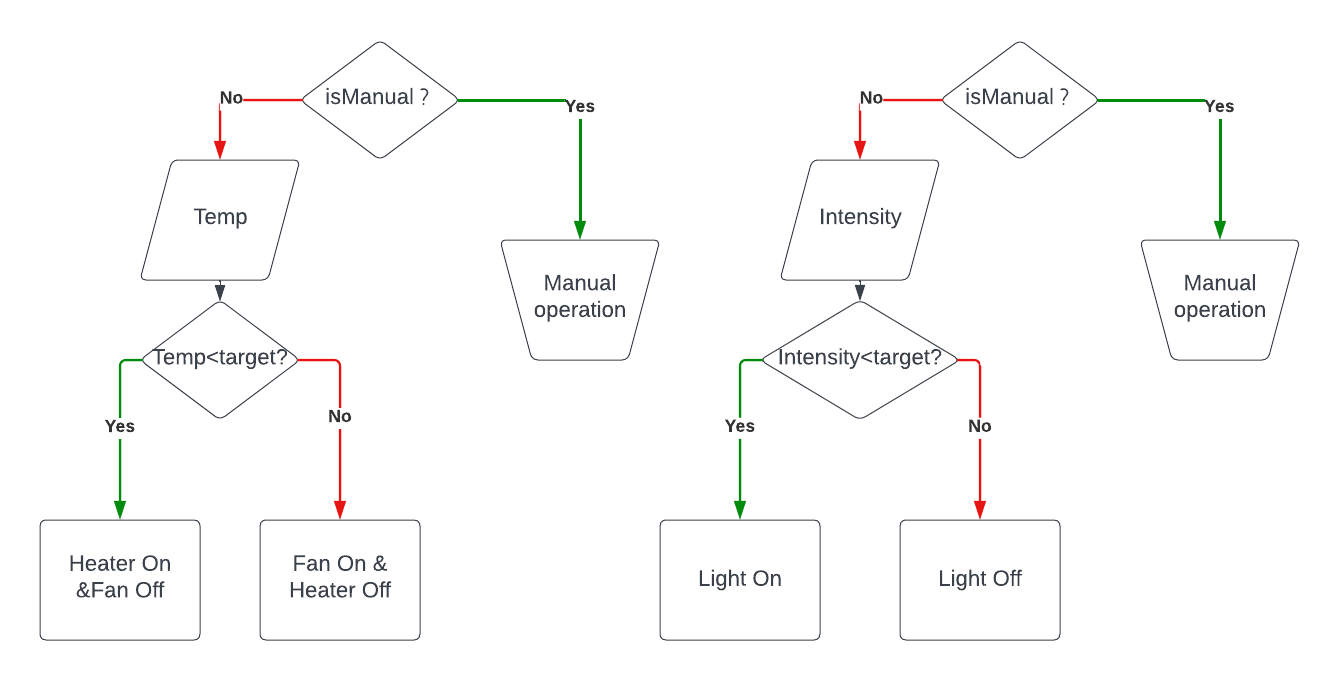 isManual ?
No
Yes
Temp
Manual
operation
Temp<target?
Yes
No
Heater On
&Fan Off
Fan On &
Heater Off
isManual ?
No
Yes
Intensity
Manual
operation
Intensity<target?
Yes
No
Light On
Light Off